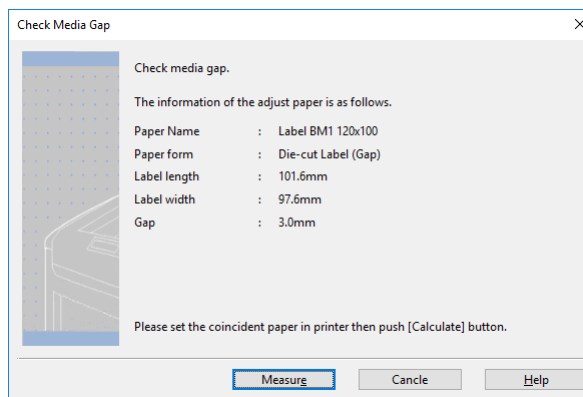 Check Media Gap
Check media gap.
The information of the adjust paper is as follows.
Paper Name : Label BM1 120x100
Paper form : Die-cut Label (Gap)
Label length : 101.6mm
Label width : 97.6mm
Gap : 3.0mm
Please set the coincident paper in printer then push [Calculate] button.
Measure Cancle Help